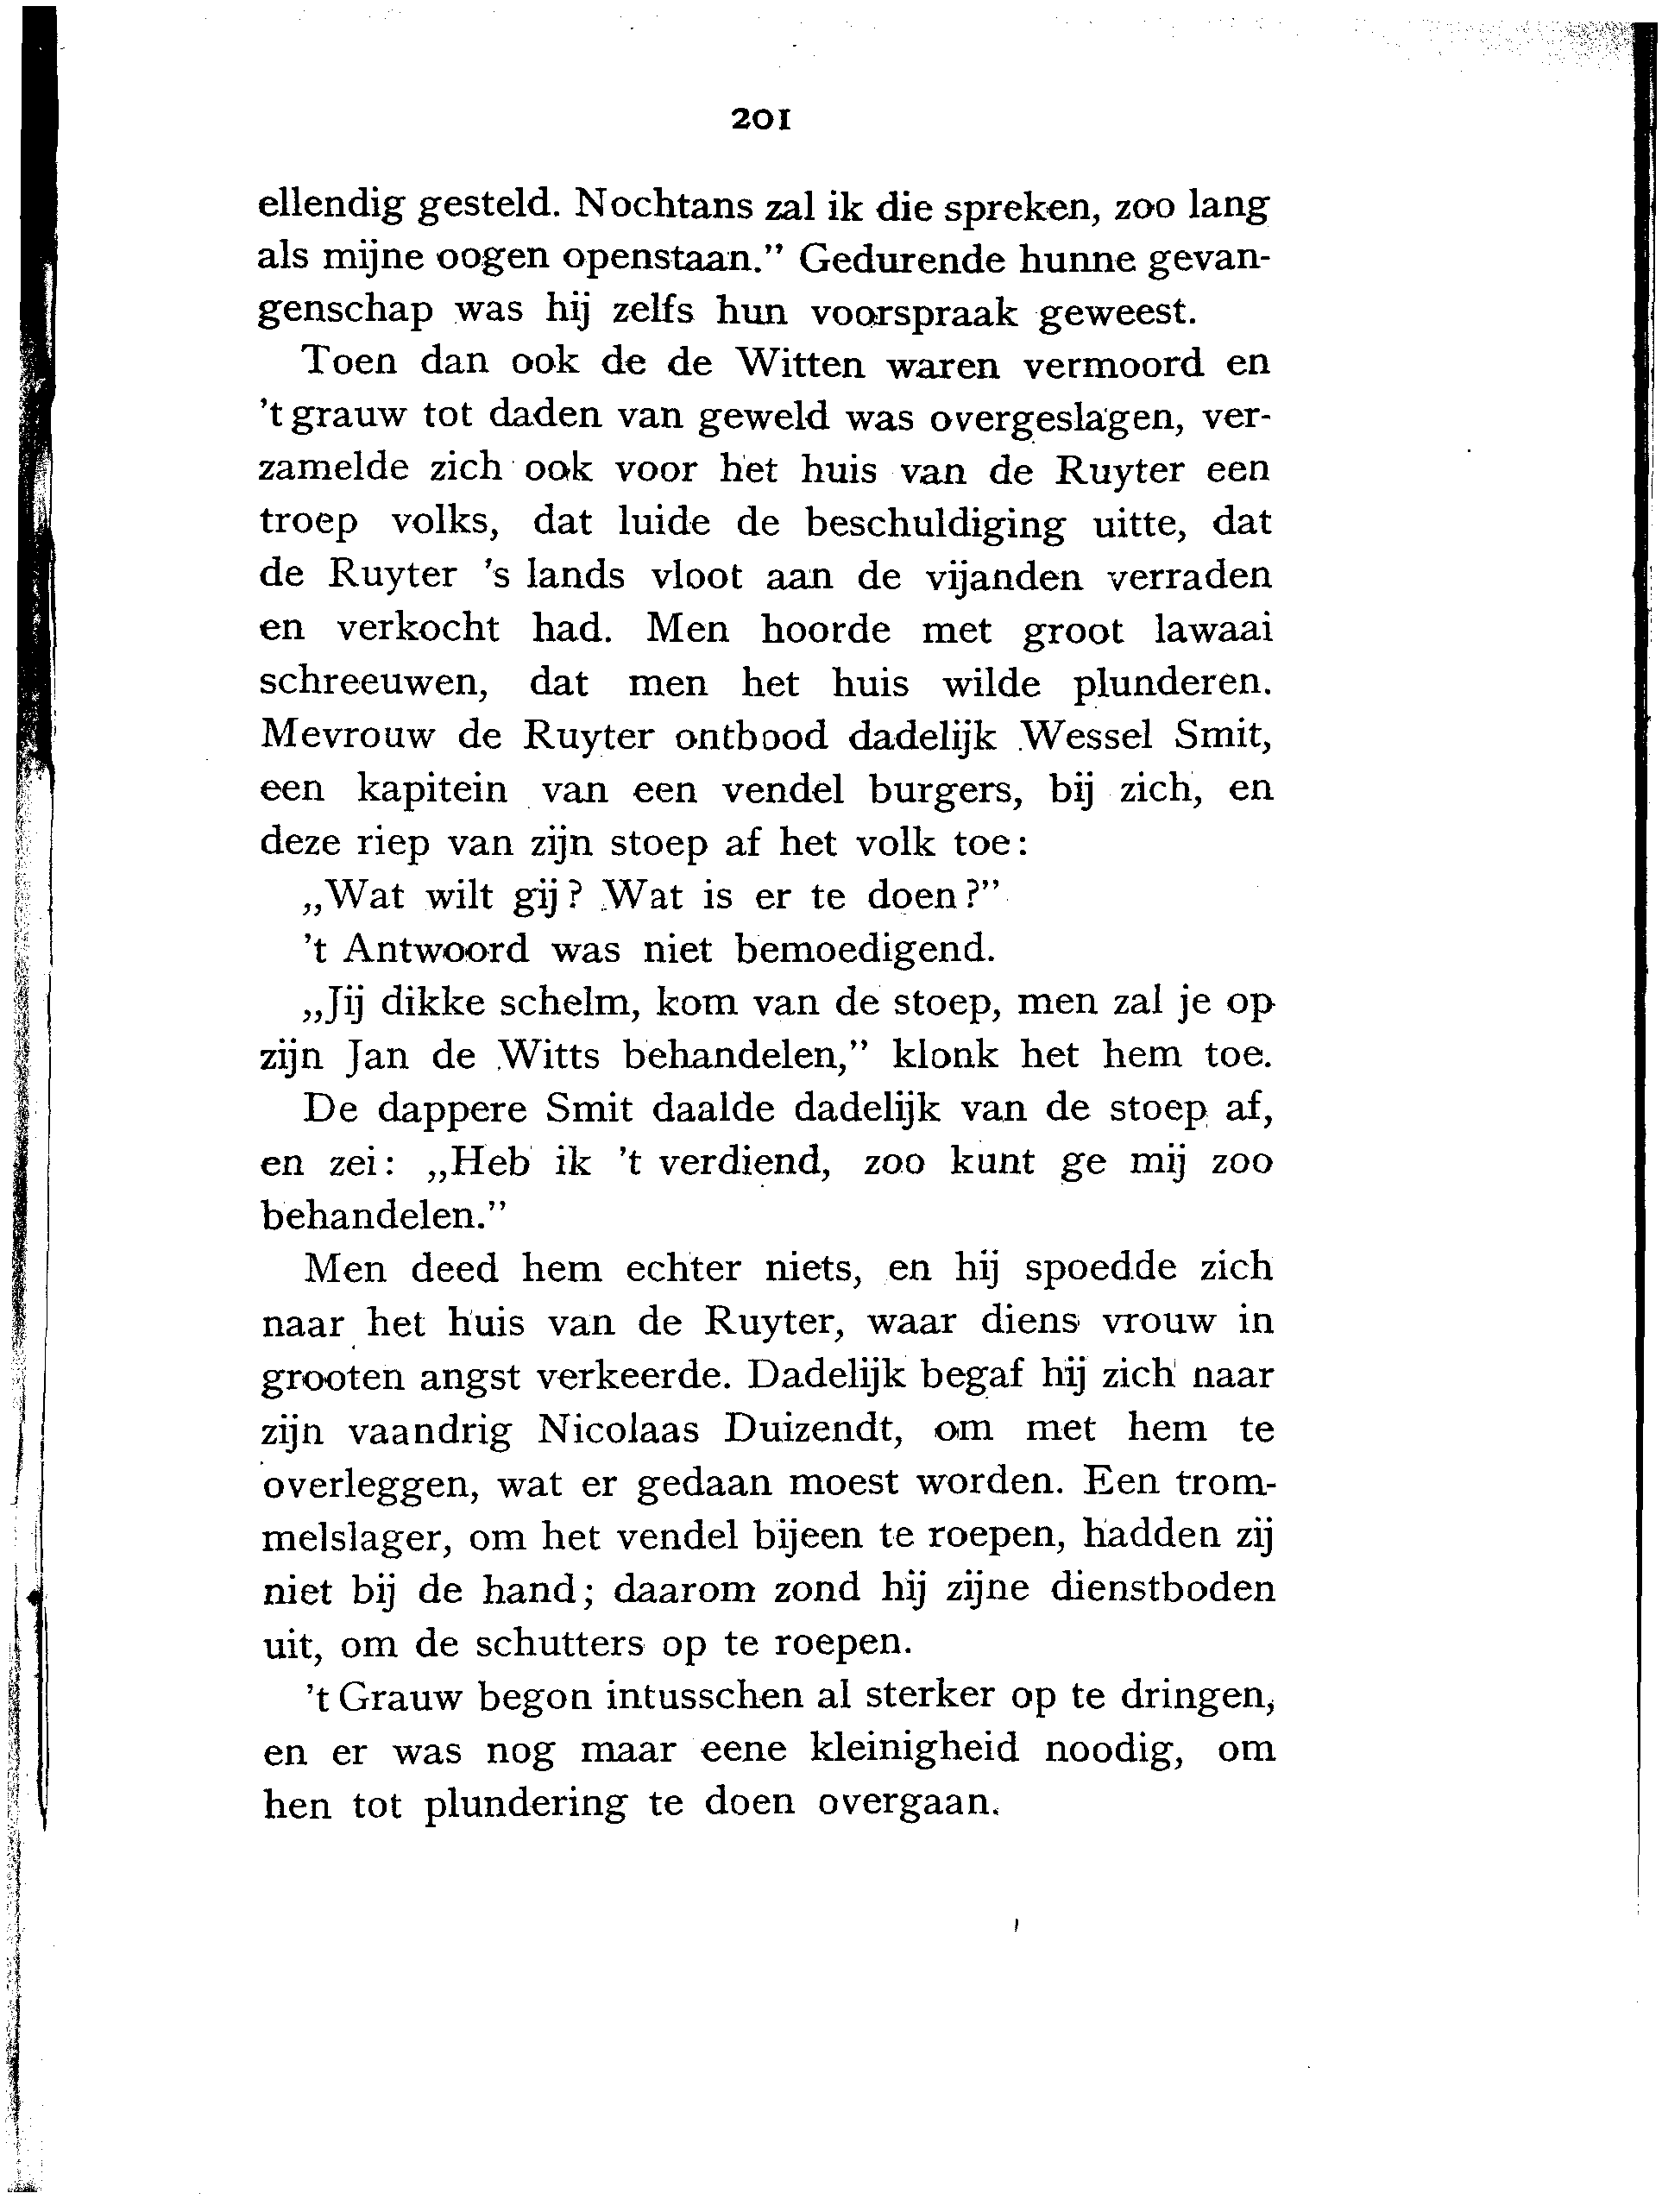 201
ellendig gesteld. Nochtans zal ik die spreken, zoo lang
als mijne oogen openstaan.” Gedurende hunne gevan-
genschap was hij zelfs hun voorspraak geweest.
Toen dan ook de de Witten waren vermoord en
’t grauw tot daden van geweld was overgeslagen, ver-
zamelde zich ook voor het huis van de Ruyter een
troep volks, dat luide de beschuldiging uitte, dat
de Ruyter ’s lands vloot aan de vijanden verraden
en verkocht had. Men hoorde met groot lawaai
schreeuwen, dat men het huis wilde plunderen.
Mevrouw de Ruyter ontbood dadelijk Wessel Smit,
een kapitein van een vendel burgers, bij zich, en
deze riep van zijn stoep af het volk toe:
„Wat wilt gij? Wat is er te doen?”
’t Antwoord was niet bemoedigend.
„Jij dikke schelm, kom van de stoep, men zal je op
zijn Jan de Witts behandelen,” klonk het hem toe.
De dappere Smit daalde dadelijk van de stoep af,
en zei: „Heb ik ’t verdiend, zoo kunt ge mij zoo
behandelen.”
Men deed hem echter niets, en hij spoedde zich
naar het huis van de Ruyter, waar diens vrouw in
grooten angst verkeerde. Dadelijk begaf hij zich naar
zijn vaandrig Nicolaas Duizendt, om met hem te
overleggen, wat er gedaan moest worden. Een trom-
melslager, om het vendel bijeen te roepen, hadden zij
niet bij de hand; daarom zond hij zijne dienstboden
uit, om de schutters op te roepen.
’t Grauw begon intusschen al sterker op te dringen,
en er was nog maar eene kleinigheid noodig, om
hen tot plundering te doen overgaan.